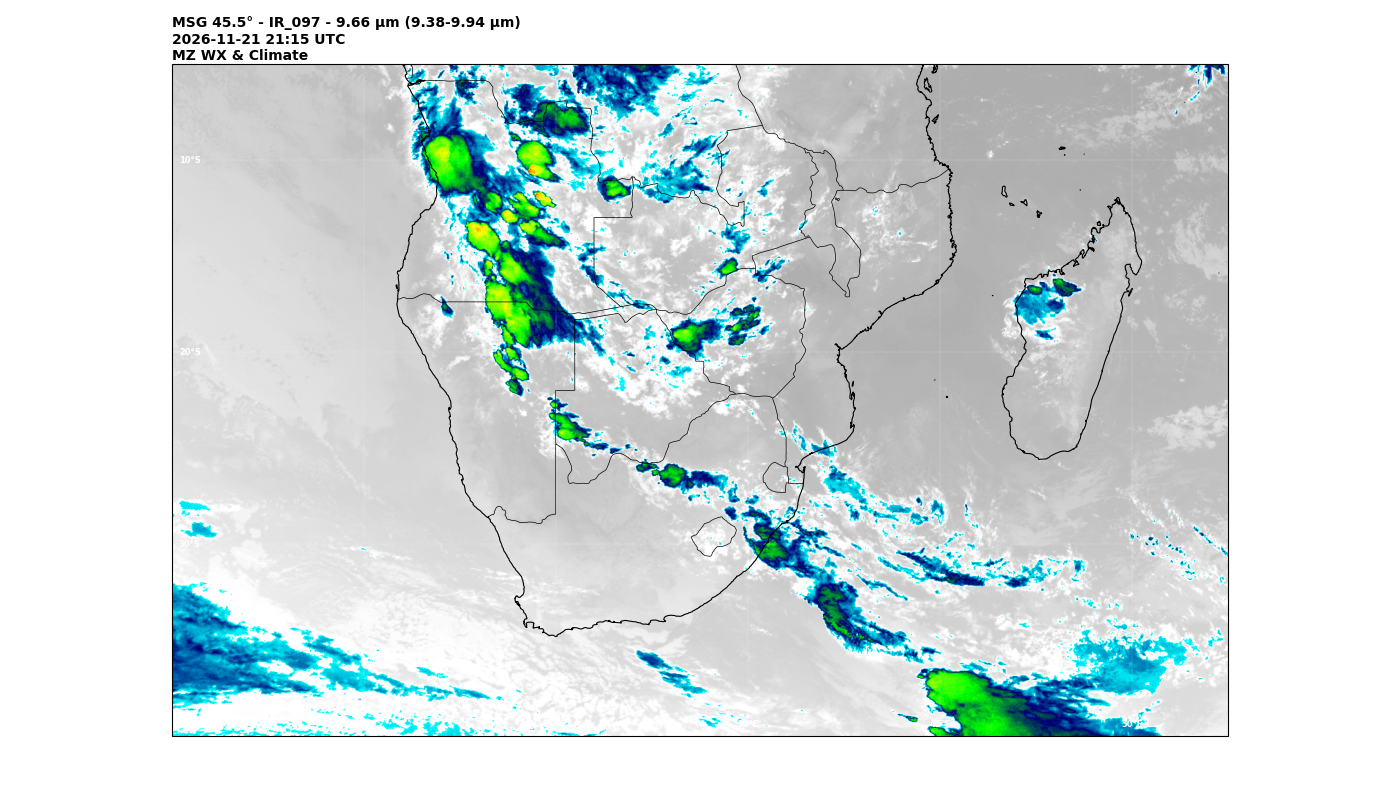 MSG 45.5° - IR_097 - 9.66 µm (9.38-9.94 µm)
2026-11-21 21:15 UTC
MZ WX & Climate
10°S
20°S